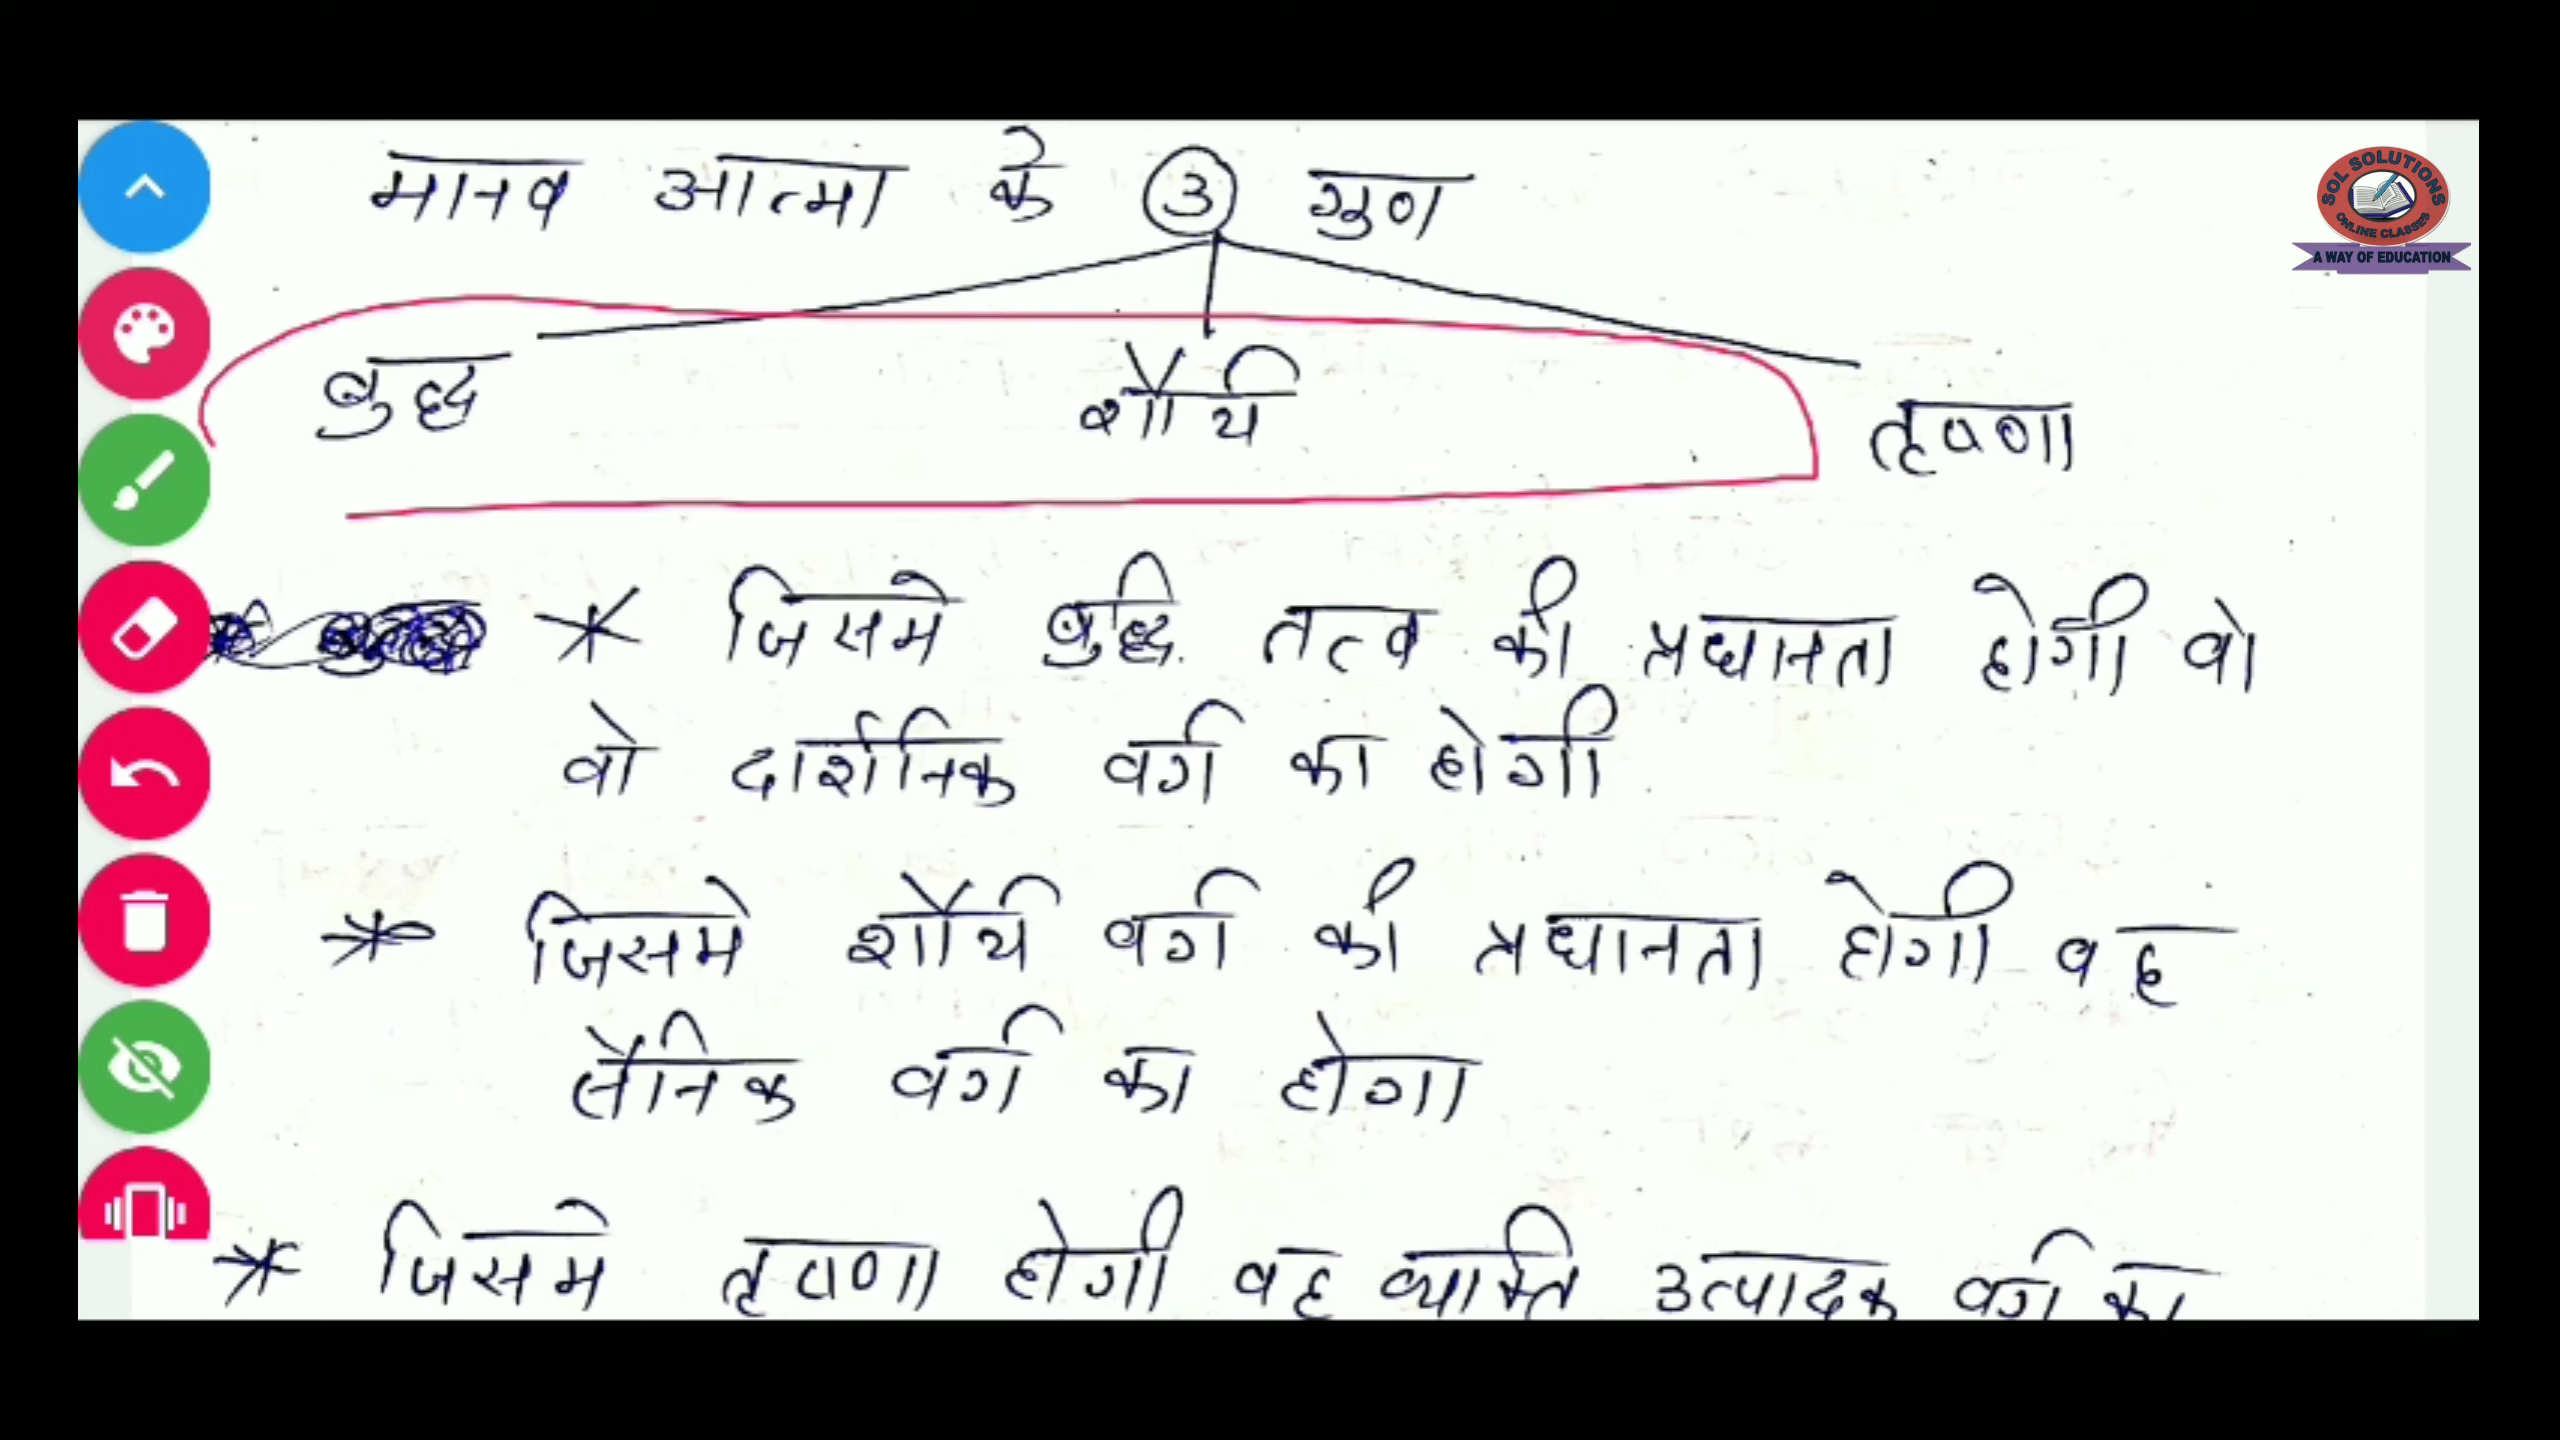 मानव आत्मा के 3 गुण
बुद्ध शौर्य तृष्णा
* जिसमे बुद्धि तत्व की प्रधानता होगी वो
वो दार्शनिक वर्ग का होगी
* जिसमे शौर्य वर्ग की प्रधानता होगी वह
सैनिक वर्ग का होगा
* जिसमे तृष्णा होगी वह व्यक्ति उत्पादक वर्ग का
SOL SOLUTIONS
ONLINE CLASSES
A WAY OF EDUCATION